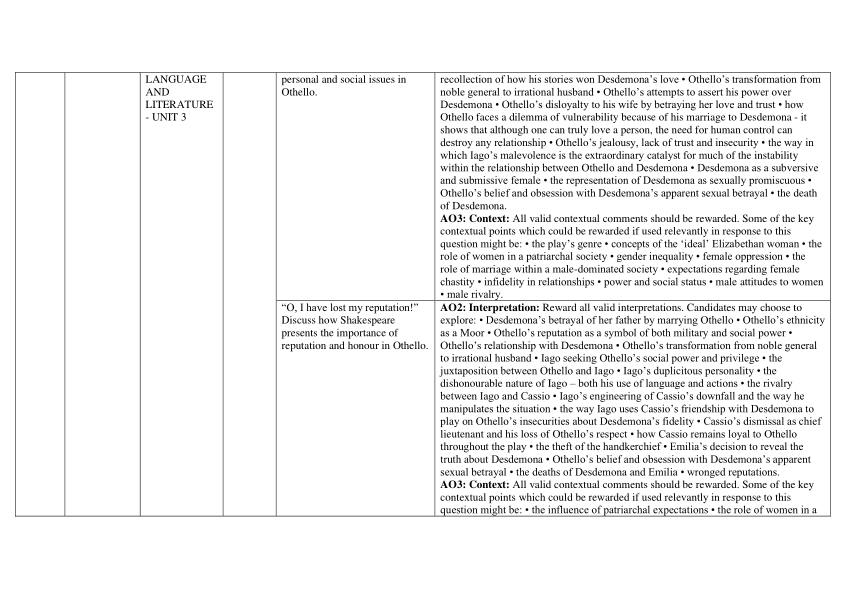 LANGUAGE
AND
LITERATURE
- UNIT 3
personal and social issues in
Othello.
recollection of how his stories won Desdemona’s love • Othello’s transformation from
noble general to irrational husband • Othello’s attempts to assert his power over
Desdemona • Othello’s disloyalty to his wife by betraying her love and trust • how
Othello faces a dilemma of vulnerability because of his marriage to Desdemona - it
shows that although one can truly love a person, the need for human control can
destroy any relationship • Othello’s jealousy, lack of trust and insecurity • the way in
which Iago’s malevolence is the extraordinary catalyst for much of the instability
within the relationship between Othello and Desdemona • Desdemona as a subversive
and submissive female • the representation of Desdemona as sexually promiscuous •
Othello’s belief and obsession with Desdemona’s apparent sexual betrayal • the death
of Desdemona.
AO3: Context: All valid contextual comments should be rewarded. Some of the key
contextual points which could be rewarded if used relevantly in response to this
question might be: • the play’s genre • concepts of the ‘ideal’ Elizabethan woman • the
role of women in a patriarchal society • gender inequality • female oppression • the
role of marriage within a male-dominated society • expectations regarding female
chastity • infidelity in relationships • power and social status • male attitudes to women
• male rivalry.
“O, I have lost my reputation!”
Discuss how Shakespeare
presents the importance of
reputation and honour in Othello.
AO2: Interpretation: Reward all valid interpretations. Candidates may choose to
explore: • Desdemona’s betrayal of her father by marrying Othello • Othello’s ethnicity
as a Moor • Othello’s reputation as a symbol of both military and social power •
Othello’s relationship with Desdemona • Othello’s transformation from noble general
to irrational husband • Iago seeking Othello’s social power and privilege • the
juxtaposition between Othello and Iago • Iago’s duplicitous personality • the
dishonourable nature of Iago – both his use of language and actions • the rivalry
between Iago and Cassio • Iago’s engineering of Cassio’s downfall and the way he
manipulates the situation • the way Iago uses Cassio’s friendship with Desdemona to
play on Othello’s insecurities about Desdemona’s fidelity • Cassio’s dismissal as chief
lieutenant and his loss of Othello’s respect • how Cassio remains loyal to Othello
throughout the play • the theft of the handkerchief • Emilia’s decision to reveal the
truth about Desdemona • Othello’s belief and obsession with Desdemona’s apparent
sexual betrayal • the deaths of Desdemona and Emilia • wronged reputations.
AO3: Context: All valid contextual comments should be rewarded. Some of the key
contextual points which could be rewarded if used relevantly in response to this
question might be: • the influence of patriarchal expectations • the role of women in a